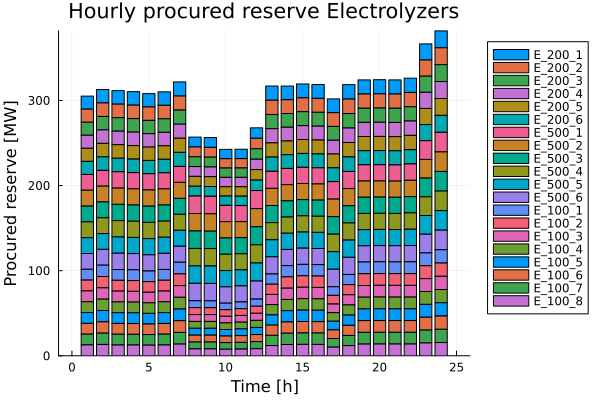 Hourly procured reserve Electrolyzers
Procured reserve [MW]
300
200
100
0
0 5 10 15 20 25
Time [h]
E_200_1
E_200_2
E_200_3
E_200_4
E_200_5
E_200_6
E_500_1
E_500_2
E_500_3
E_500_4
E_500_5
E_500_6
E_100_1
E_100_2
E_100_3
E_100_4
E_100_5
E_100_6
E_100_7
E_100_8